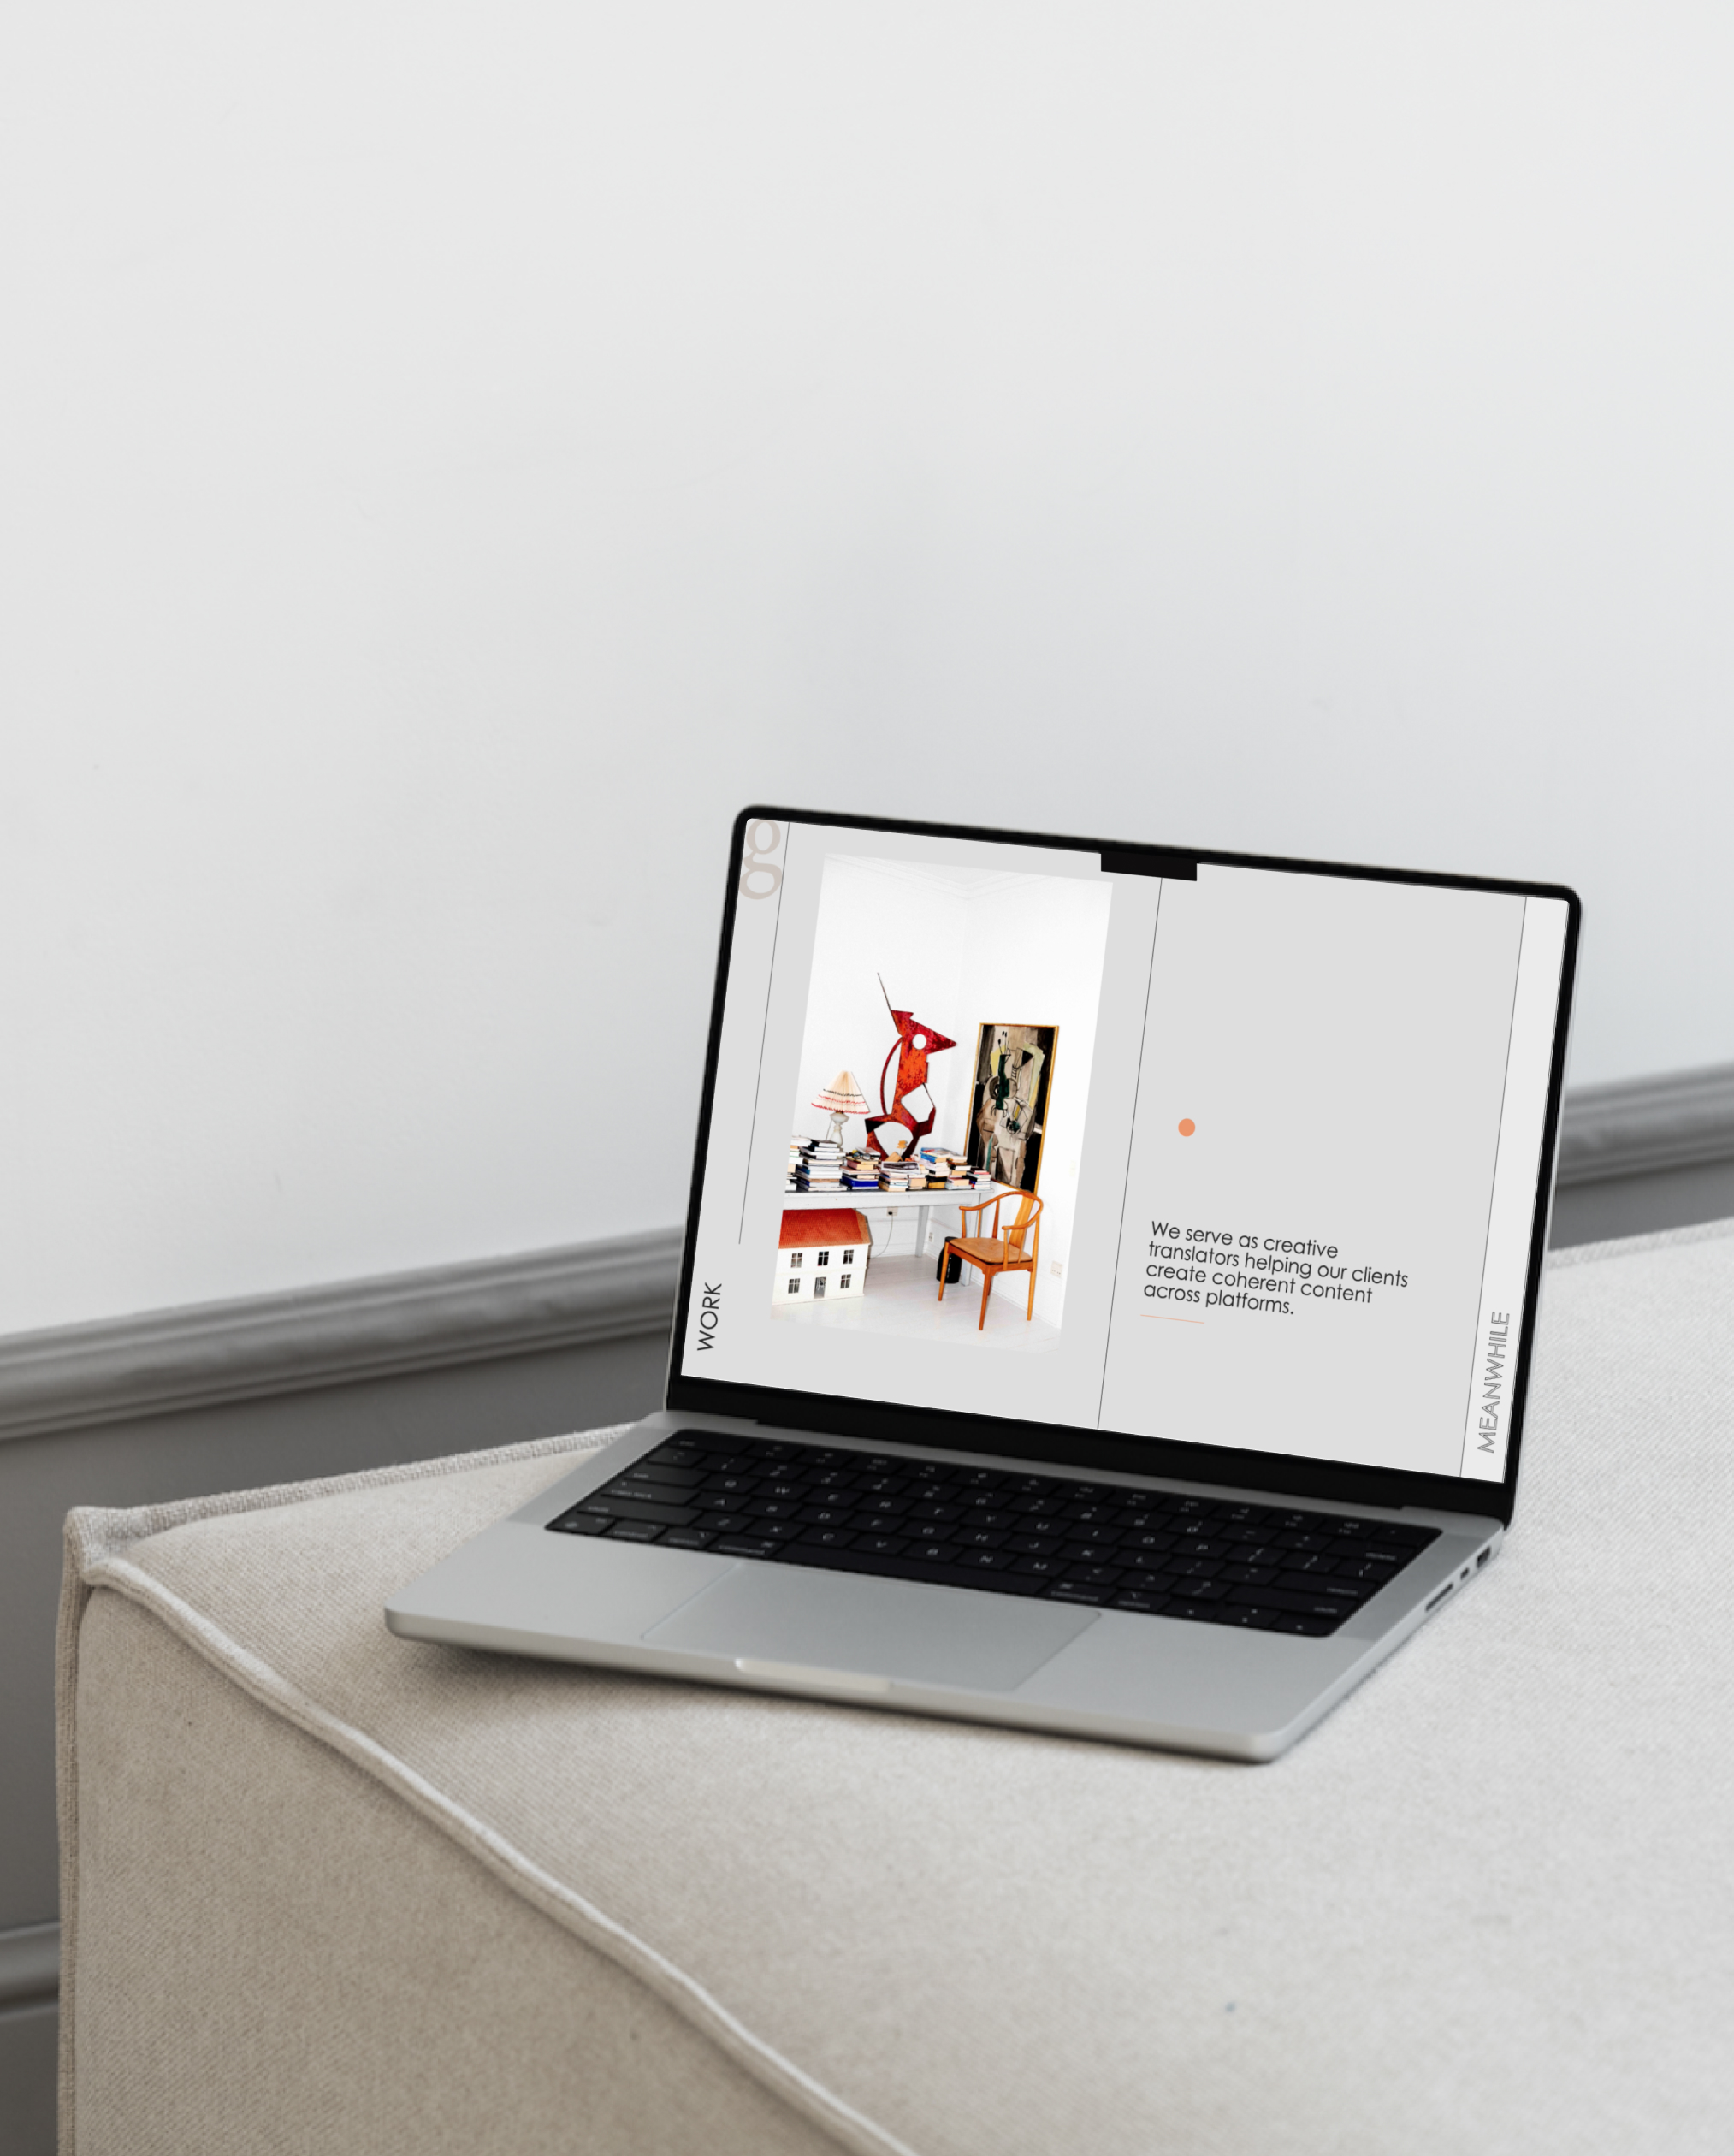 g
WORK
We serve as creative
translators helping our clients
create coherent content
across platforms.
MEANWHILE